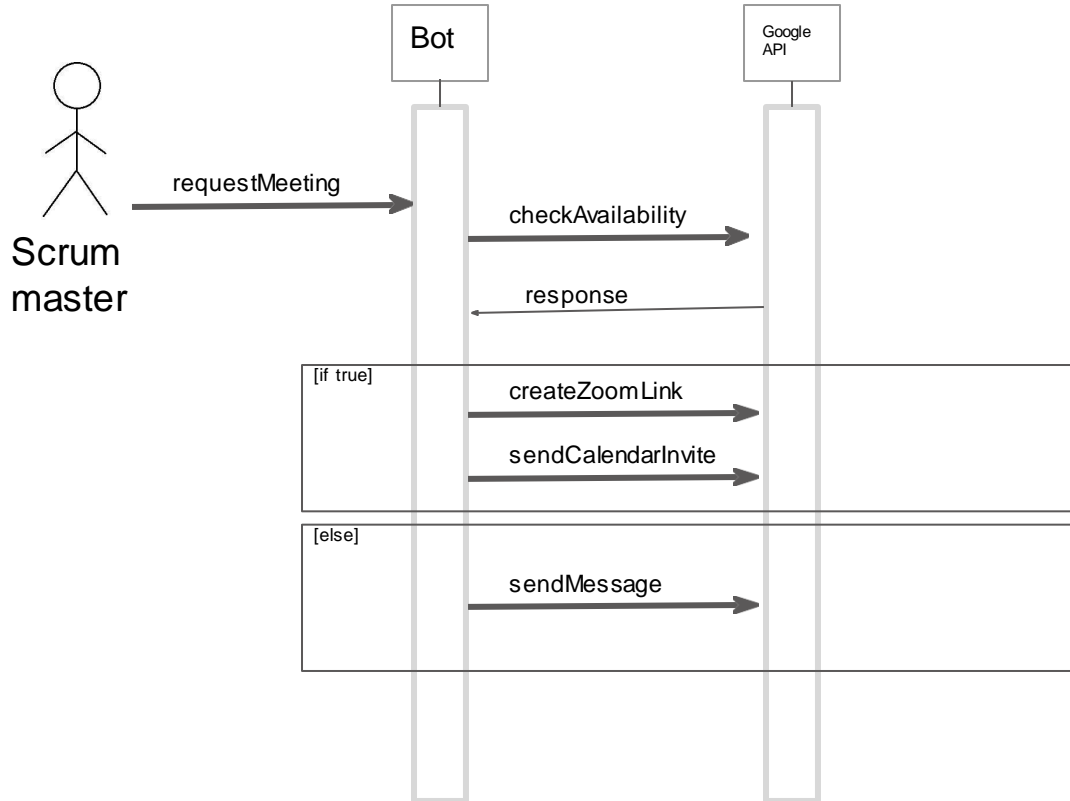 Bot
Google
API
requestMeeting
checkAvailability
Scrum
master
response
[if true]
createZoomLink
sendCalendarInvite
[else]
sendMessage